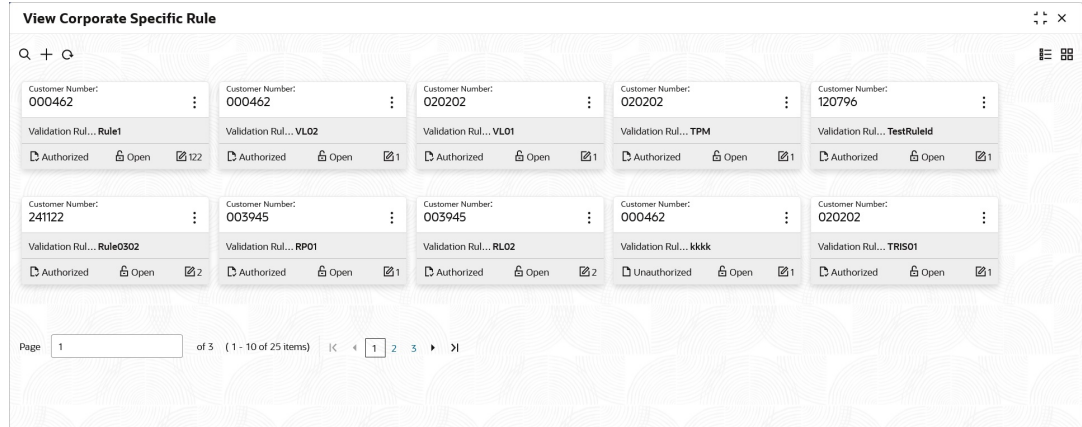 View Corporate Specific Rule
Customer Number:
000462
Validation Rul... Rule1
Authorized Open 122
Customer Number:
000462
Validation Rul... VL02
Authorized Open 1
Customer Number:
020202
Validation Rul... VL01
Authorized Open 1
Customer Number:
020202
Validation Rul... TPM
Authorized Open 1
Customer Number:
120796
Validation Rul... TestRuleId
Authorized Open 1
Customer Number:
241122
Validation Rul... Rule0302
Authorized Open 2
Customer Number:
003945
Validation Rul... RP01
Authorized Open 1
Customer Number:
003945
Validation Rul... RL02
Authorized Open 2
Customer Number:
000462
Validation Rul... kkkk
Unauthorized Open 1
Customer Number:
020202
Validation Rul... TRIS01
Authorized Open 1
Page 1 of 3 (1 - 10 of 25 items) 1 2 3